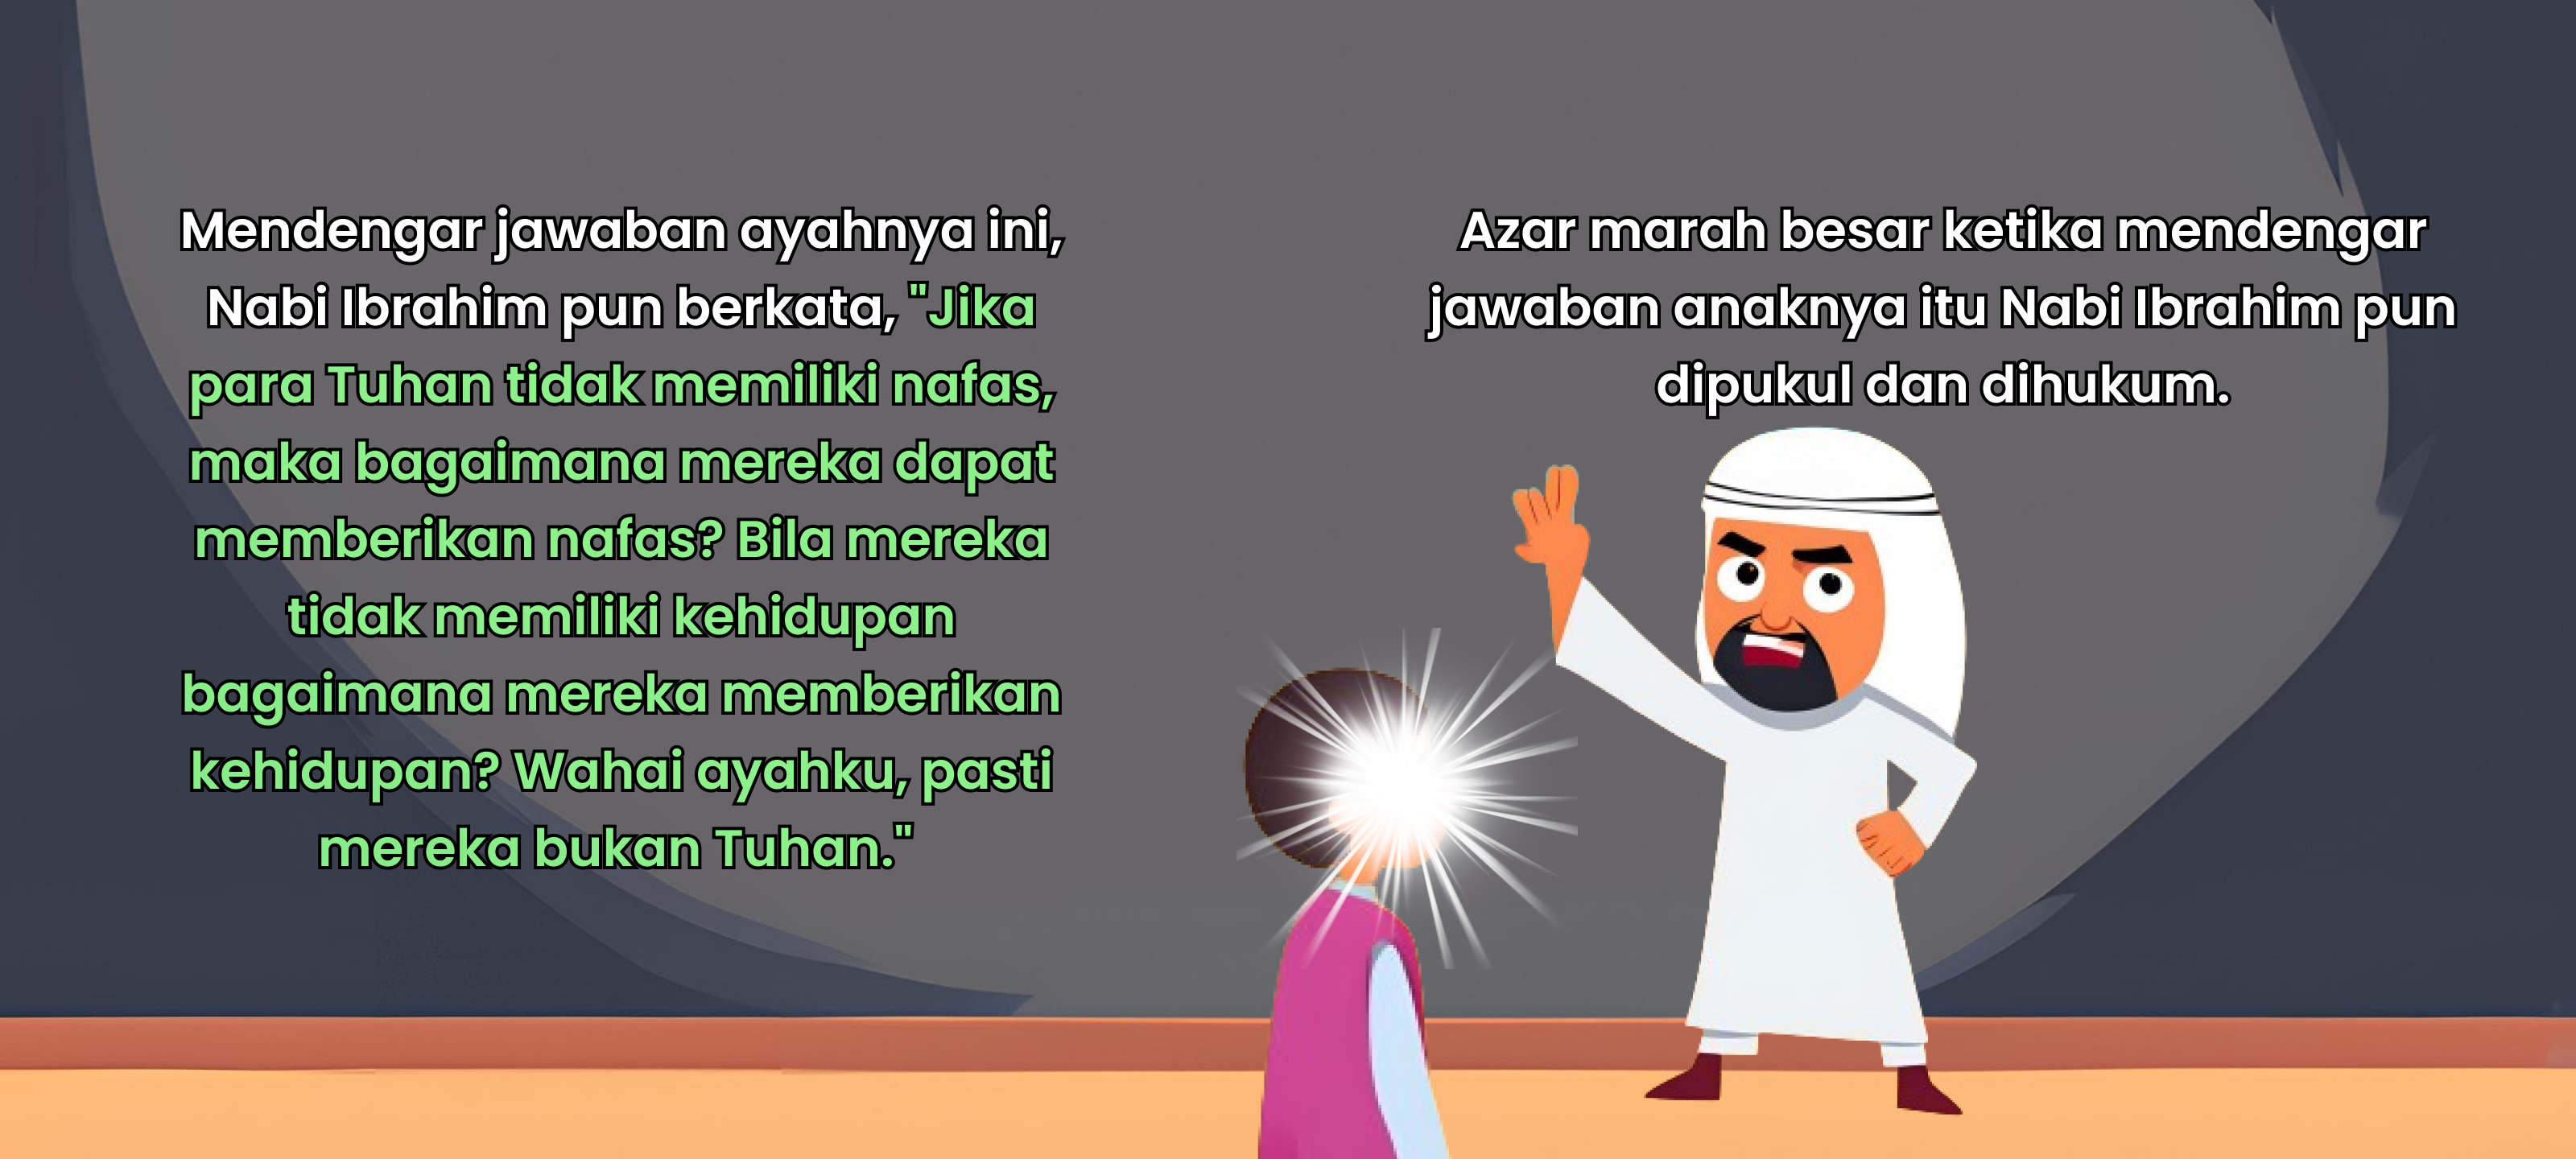 Mendengar jawaban ayahnya ini,
Nabi Ibrahim pun berkata, "Jika
para Tuhan tidak memiliki nafas,
maka bagaimana mereka dapat
memberikan nafas? Bila mereka
tidak memiliki kehidupan
bagaimana mereka memberikan
kehidupan? Wahai ayahku, pasti
mereka bukan Tuhan."
Azar marah besar ketika mendengar
jawaban anaknya itu Nabi Ibrahim pun
dipukul dan dihukum.